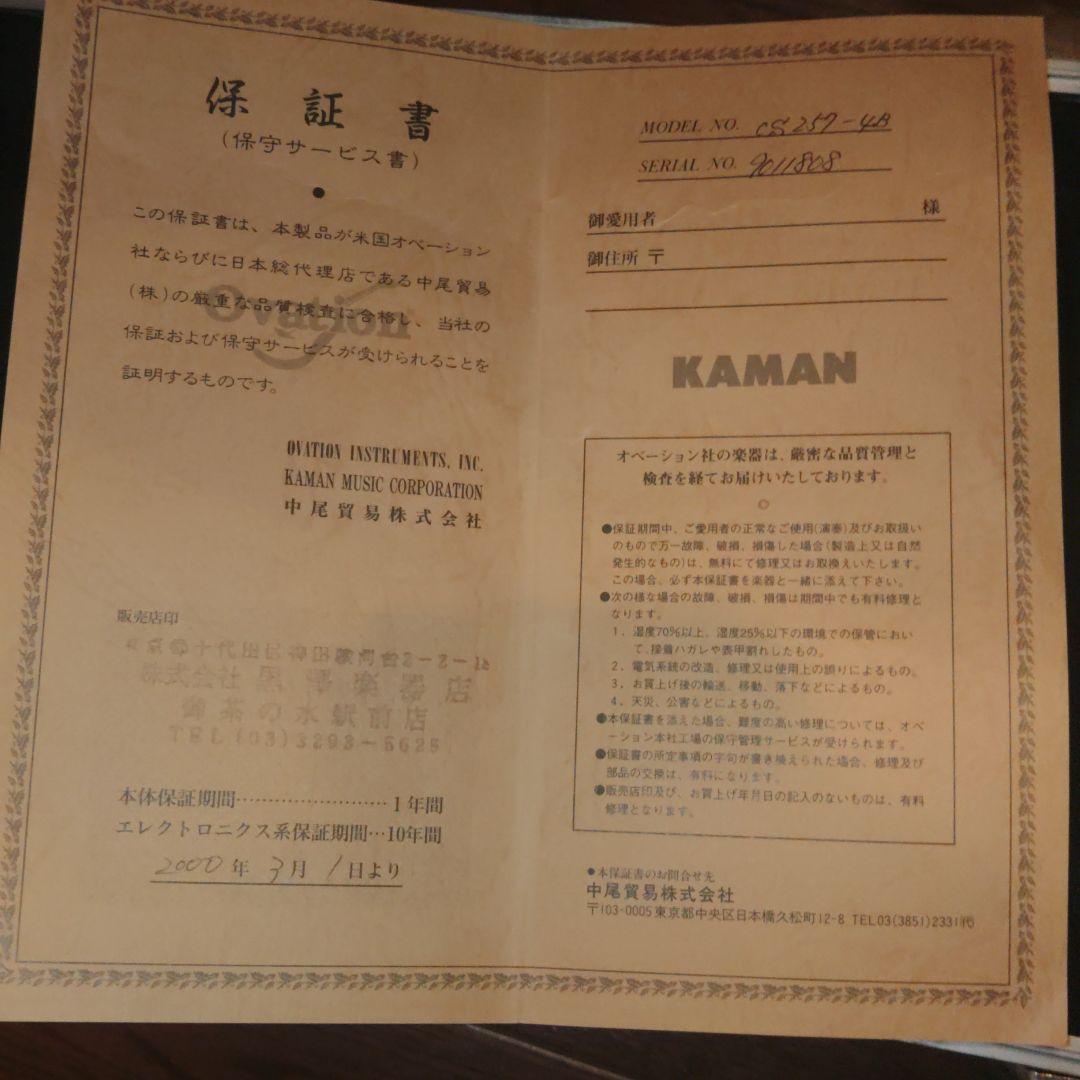 保証書
(保守サービス書)
●
この保証書は、本製品が米国オベーション
社ならびに日本総代理店である中尾貿易
(株)の厳重な品質検査に合格し、当社の
保証および保守サービスが受けられることを
証明するものです。
Ovation
OVATION INSTRUMENTS, INC.
KAMAN MUSIC CORPORATION
中尾貿易株式会社
販売店印
東京都千代田区神田駿河台2-2-1
株式会社 黒澤楽器店
御茶の水駅前店
TEL(03)3293-5625
本体保証期間……………………1年間
エレクトロニクス系保証期間…10年間
2000年 3月 1日より
MODEL NO. CS257-4B
SERIAL NO. 9011808
御愛用者 様
御住所 〒
KAMAN
オベーション社の楽器は、厳密な品質管理と
検査を経てお届けいたしております。
●保証期間中、ご愛用者の正常なご使用(演奏)及びお取扱い
のもので万一故障、破損、損傷した場合(製造上又は自然
発生的なもの)は、無料にて修理又はお取換えいたします。
この場合、必ず本保証書を楽器と一緒に添えて下さい。
●次の様な場合の故障、破損、損傷は期間中でも有料修理と
なります。
1．湿度70%以上、湿度25%以下の環境での保管におい
て、接着ハガレや表甲割れしたもの。
2．電気系統の改造、修理又は使用上の誤りによるもの。
3．お買上げ後の輸送、移動、落下などによるもの。
4．天災、公害などによるもの。
●本保証書を添えた場合、難度の高い修理については、オベ
ーション本社工場の保守管理サービスが受けられます。
●保証書の所定事項の字句が書き換えられた場合、修理及び
部品の交換は、有料になります。
●販売店印及び、お買上げ年月日の記入のないものは、有料
修理となります。
●本保証書のお問合せ先
中尾貿易株式会社
〒103-0005 東京都中央区日本橋久松町12-8 TEL03(3851)2331代